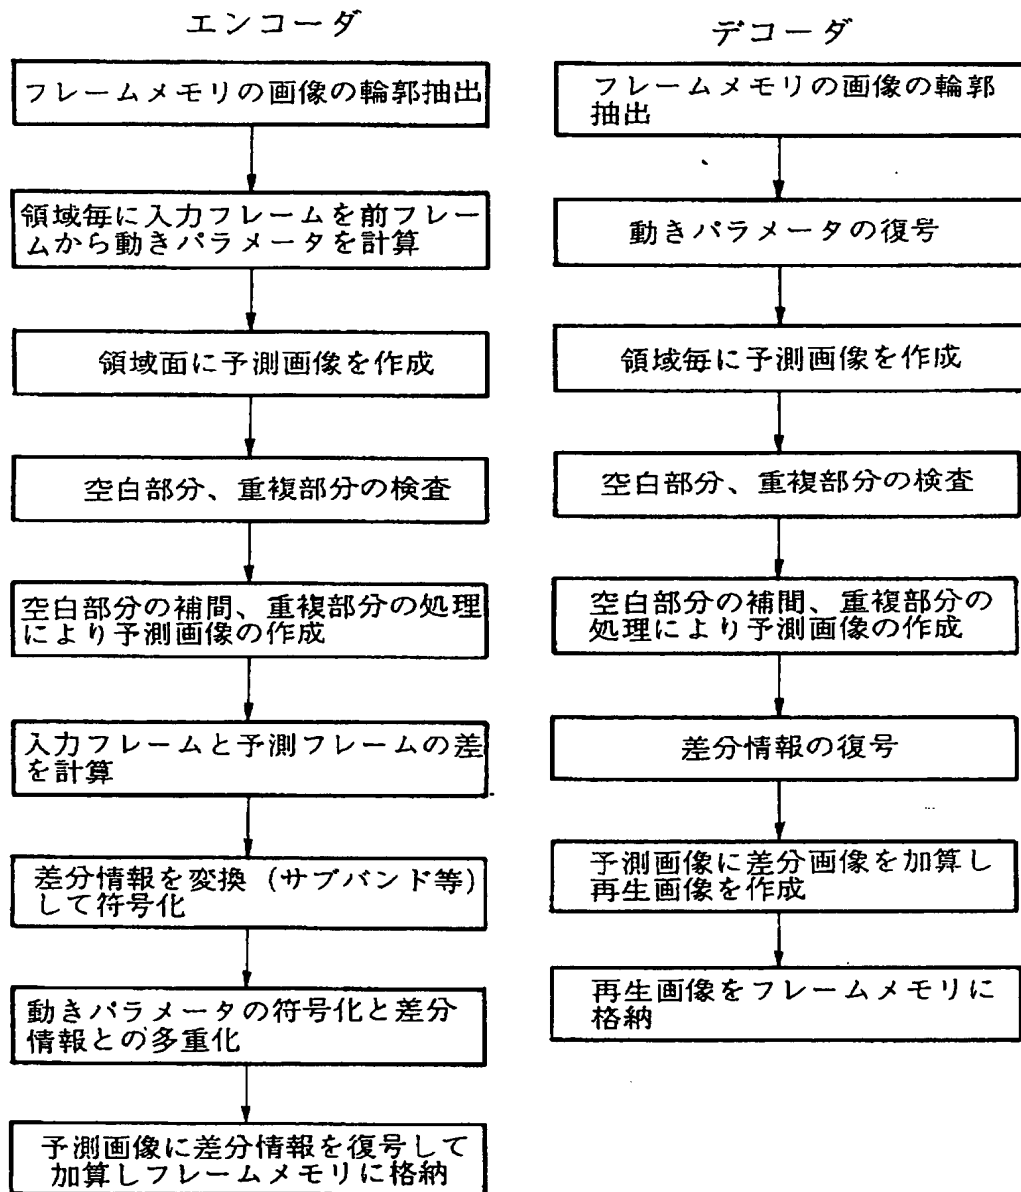 エンコーダ
フレームメモリの画像の輪郭抽出
領域毎に入力フレームを前フレー
ムから動きパラメータを計算
領域面に予測画像を作成
空白部分、重複部分の検査
空白部分の補間、重複部分の処理
により予測画像の作成
入力フレームと予測フレームの差
を計算
差分情報を変換(サブバンド等)
して符号化
動きパラメータの符号化と差分
情報との多重化
予測画像に差分情報を復号して
加算しフレームメモリに格納
デコーダ
フレームメモリの画像の輪郭
抽出
動きパラメータの復号
領域毎に予測画像を作成
空白部分、重複部分の検査
空白部分の補間、重複部分の
処理により予測画像の作成
差分情報の復号
予測画像に差分画像を加算し
再生画像を作成
再生画像をフレームメモリに
格納